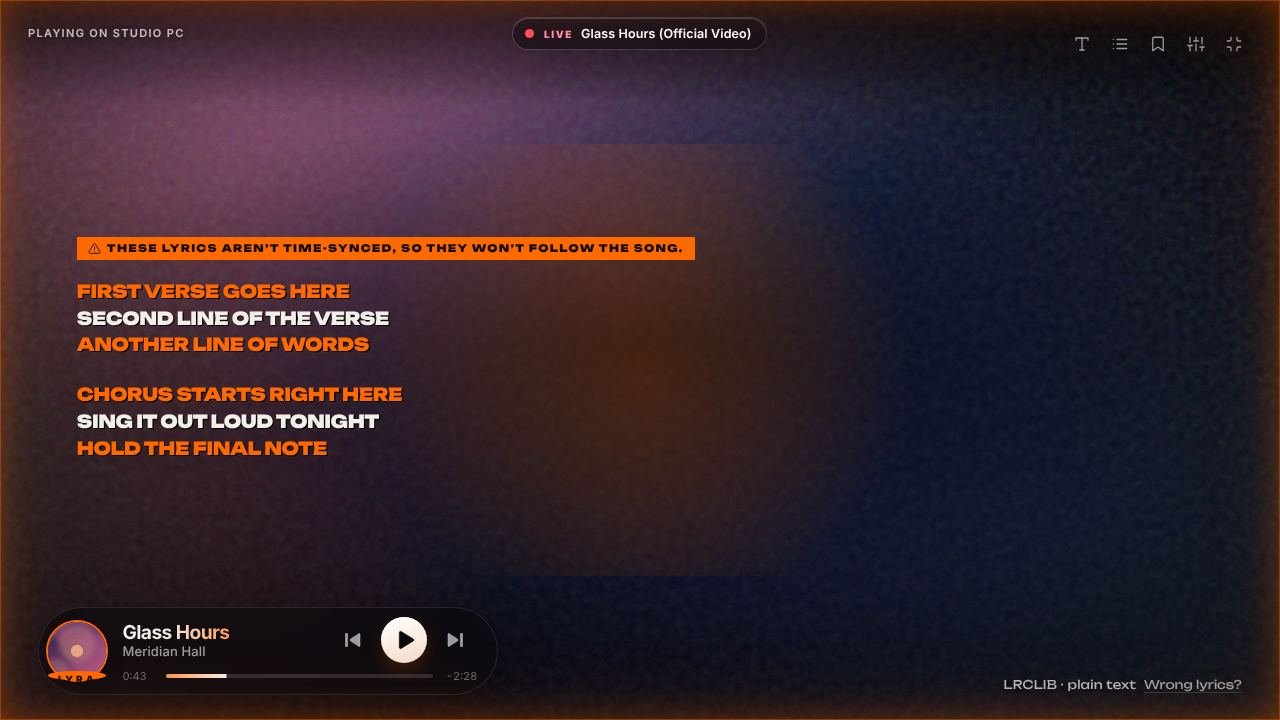 PLAYING ON STUDIO PC
LIVE Glass Hours (Official Video)
THESE LYRICS AREN'T TIME-SYNCED, SO THEY WON'T FOLLOW THE SONG.
FIRST VERSE GOES HERE
SECOND LINE OF THE VERSE
ANOTHER LINE OF WORDS
CHORUS STARTS RIGHT HERE
SING IT OUT LOUD TONIGHT
HOLD THE FINAL NOTE
Glass Hours
Meridian Hall
LYRA
0:43 -2:28
LRCLIB · plain text Wrong lyrics?